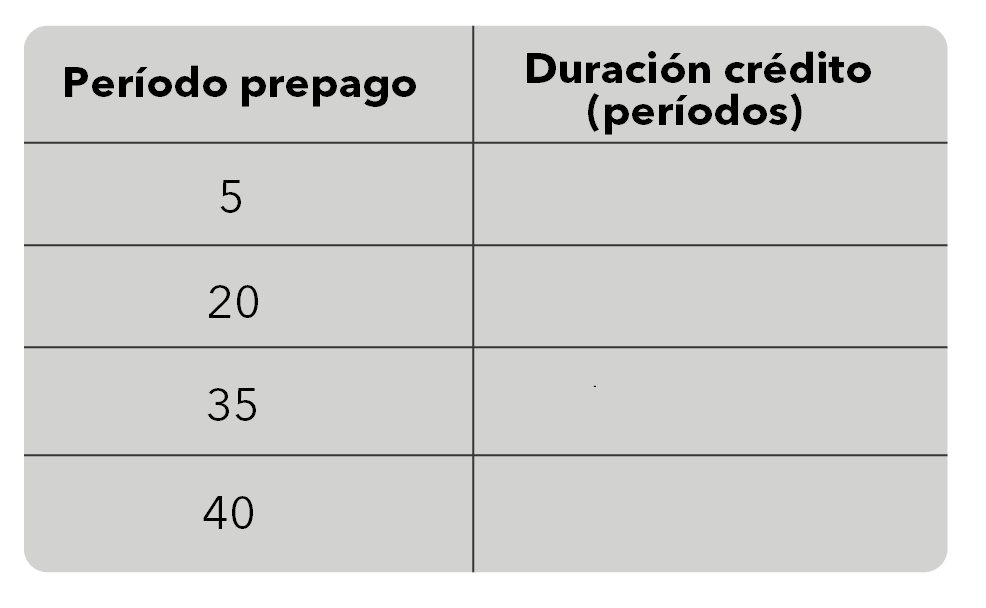 Período prepago
Duración crédito
(períodos)
5
20
35
40